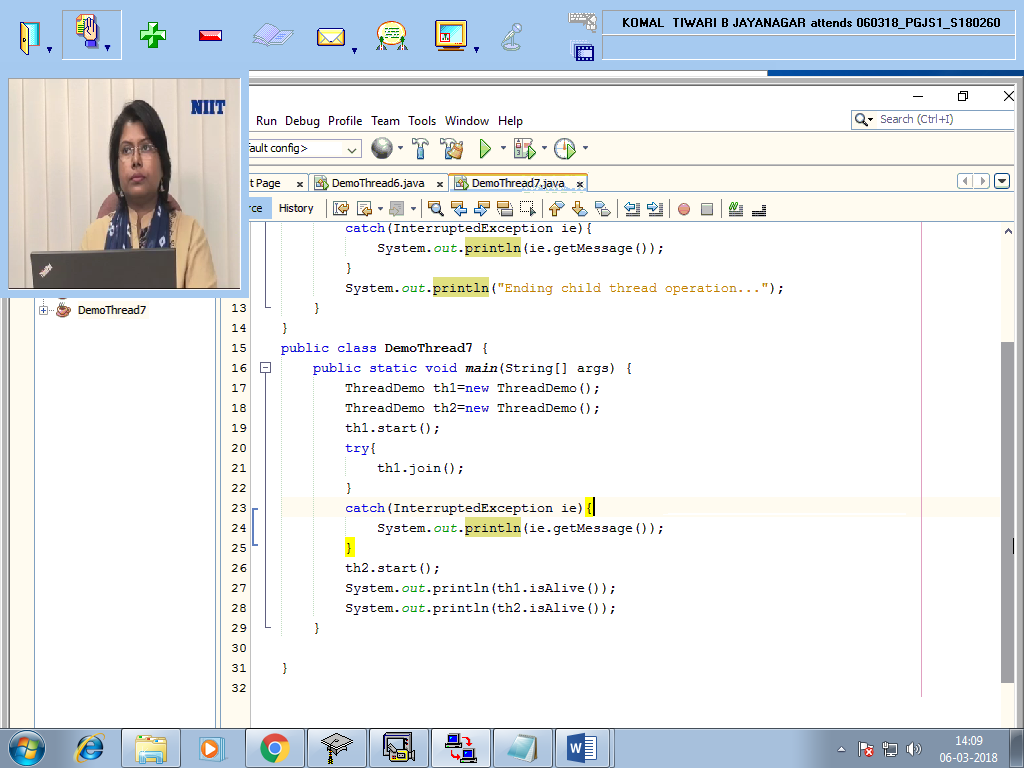 KOMAL TIWARI B JAYANAGAR attends 060318_PGJS1_S180260
NIIT
Run Debug Profile Team Tools Window Help
Search (Ctrl+I)
fault config>
t Page DemoThread6.java DemoThread7.java
rce History
catch(InterruptedException ie){
System.out.println(ie.getMessage());
}
System.out.println("Ending child thread operation...");
DemoThread7
13 }
14 }
15 public class DemoThread7 {
16 public static void main(String[] args) {
17 ThreadDemo th1=new ThreadDemo();
18 ThreadDemo th2=new ThreadDemo();
19 th1.start();
20 try{
21 th1.join();
22 }
23 catch(InterruptedException ie){
24 System.out.println(ie.getMessage());
25 }
26 th2.start();
27 System.out.println(th1.isAlive());
28 System.out.println(th2.isAlive());
29 }
30
31 }
32
14:09
06-03-2018